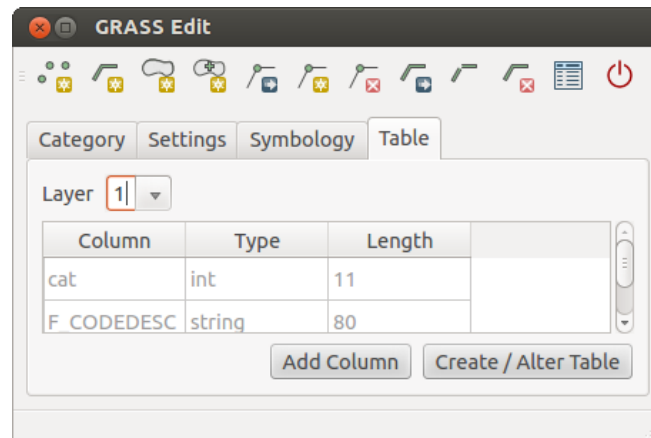 GRASS Edit
Category Settings Symbology Table
Layer 1
Column Type Length
cat int 11
F_CODEDESC string 80
Add Column Create / Alter Table